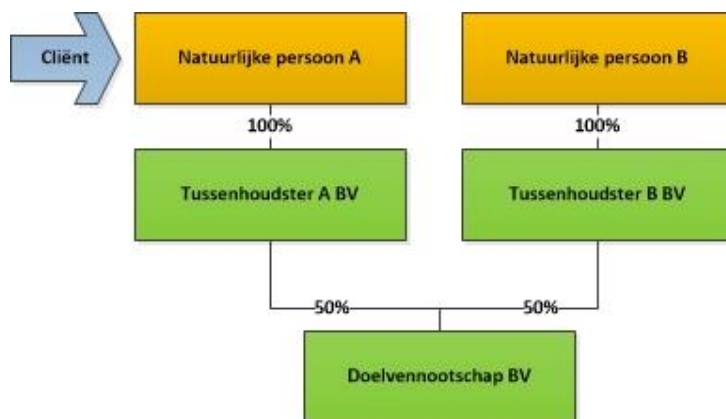 Cliënt
Natuurlijke persoon A
Natuurlijke persoon B
100%
100%
Tussenhoudster A BV
Tussenhoudster B BV
50%
50%
Doelvennootschap BV